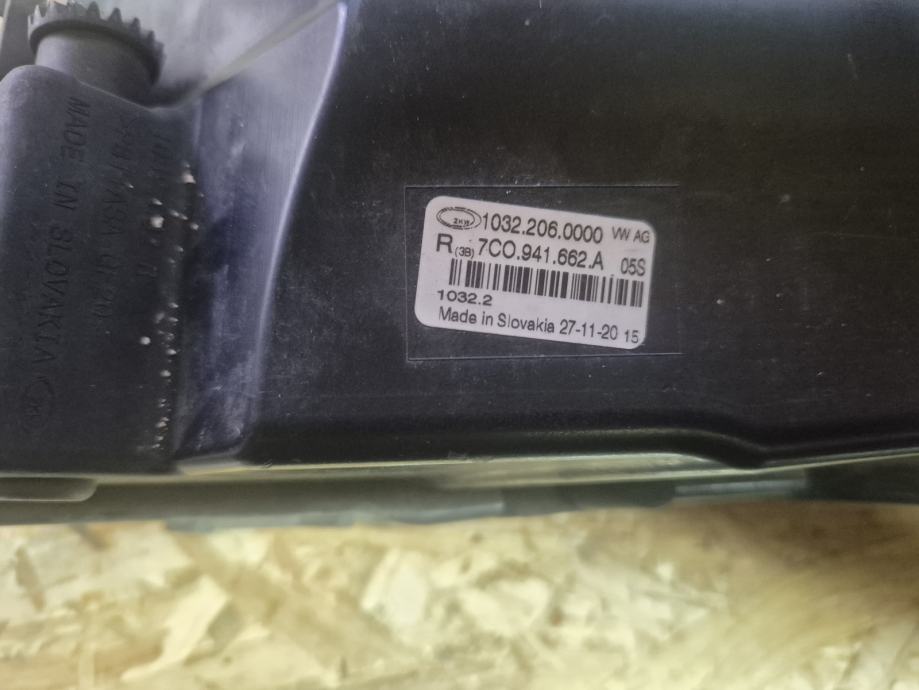 ZKW 1032.206.0000 VW AG
R (3B) 7C0.941.662.A 05S
1032.2
Made in Slovakia 27-11-20 15
MADE IN SLOVAKIA